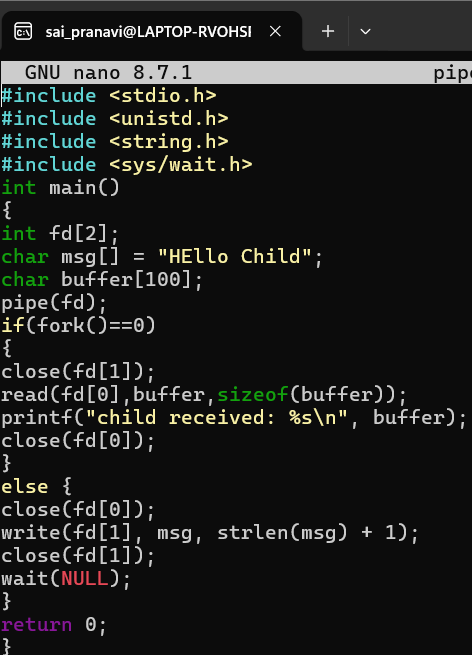 sai_pranavi@LAPTOP-RVOHSI
GNU nano 8.7.1 pipe
#include <stdio.h>
#include <unistd.h>
#include <string.h>
#include <sys/wait.h>
int main()
{
int fd[2];
char msg[] = "HEllo Child";
char buffer[100];
pipe(fd);
if(fork()==0)
{
close(fd[1]);
read(fd[0],buffer,sizeof(buffer));
printf("child received: %s\n", buffer);
close(fd[0]);
}
else {
close(fd[0]);
write(fd[1], msg, strlen(msg) + 1);
close(fd[1]);
wait(NULL);
}
return 0;
}